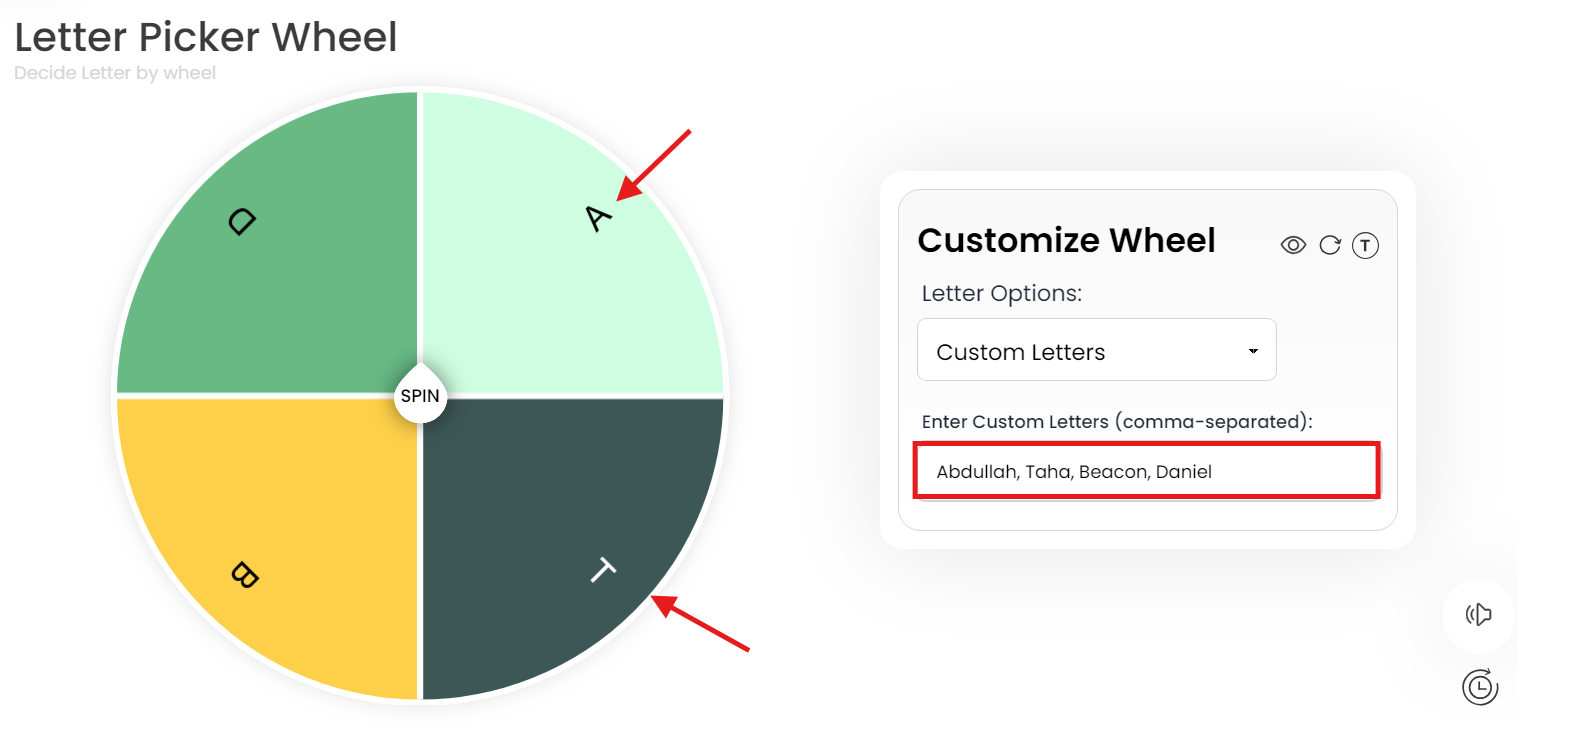 Letter Picker Wheel
Decide Letter by wheel
D
A
SPIN
B
T
Customize Wheel
T
Letter Options:
Custom Letters
Enter Custom Letters (comma-separated):
Abdullah, Taha, Beacon, Daniel